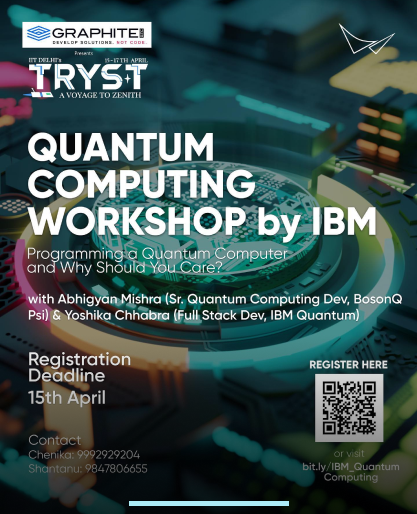 GRAPHITE
DEVELOP SOLUTIONS. NOT CODE.
Presents
IIT DELHI's 15-17TH APRIL
TRYST
A VOYAGE TO ZENITH
QUANTUM
COMPUTING
WORKSHOP by IBM
Programming a Quantum Computer
and Why Should You Care?
with Abhigyan Mishra (Sr. Quantum Computing Dev, BosonQ
Psi) & Yoshika Chhabra (Full Stack Dev, IBM Quantum)
Registration
Deadline
15th April
REGISTER HERE
or visit
bit.ly/IBM_Quantum
Computing
Contact
Chenika: 9992929204
Shantanu: 9847806655